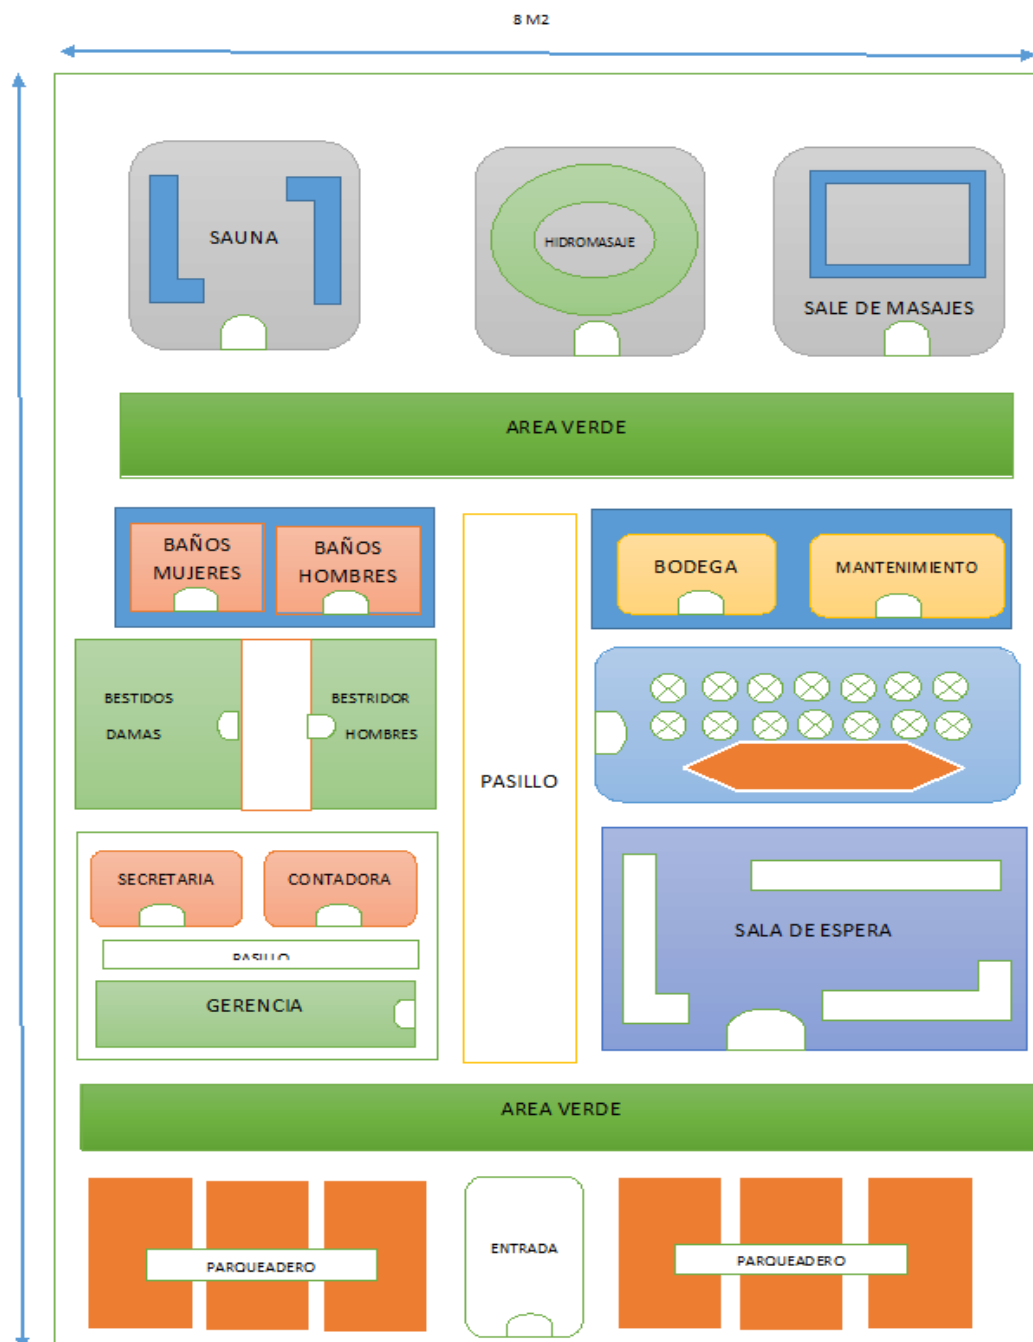 8 M2
SAUNA
HIDROMASAJE
SALE DE MASAJES
AREA VERDE
BAÑOS
MUJERES
BAÑOS
HOMBRES
BODEGA
MANTENIMIENTO
BESTIDOS
DAMAS
BESTRIDOR
HOMBRES
PASILLO
SECRETARIA
CONTADORA
PASILLO
GERENCIA
SALA DE ESPERA
AREA VERDE
PARQUEADERO
ENTRADA
PARQUEADERO